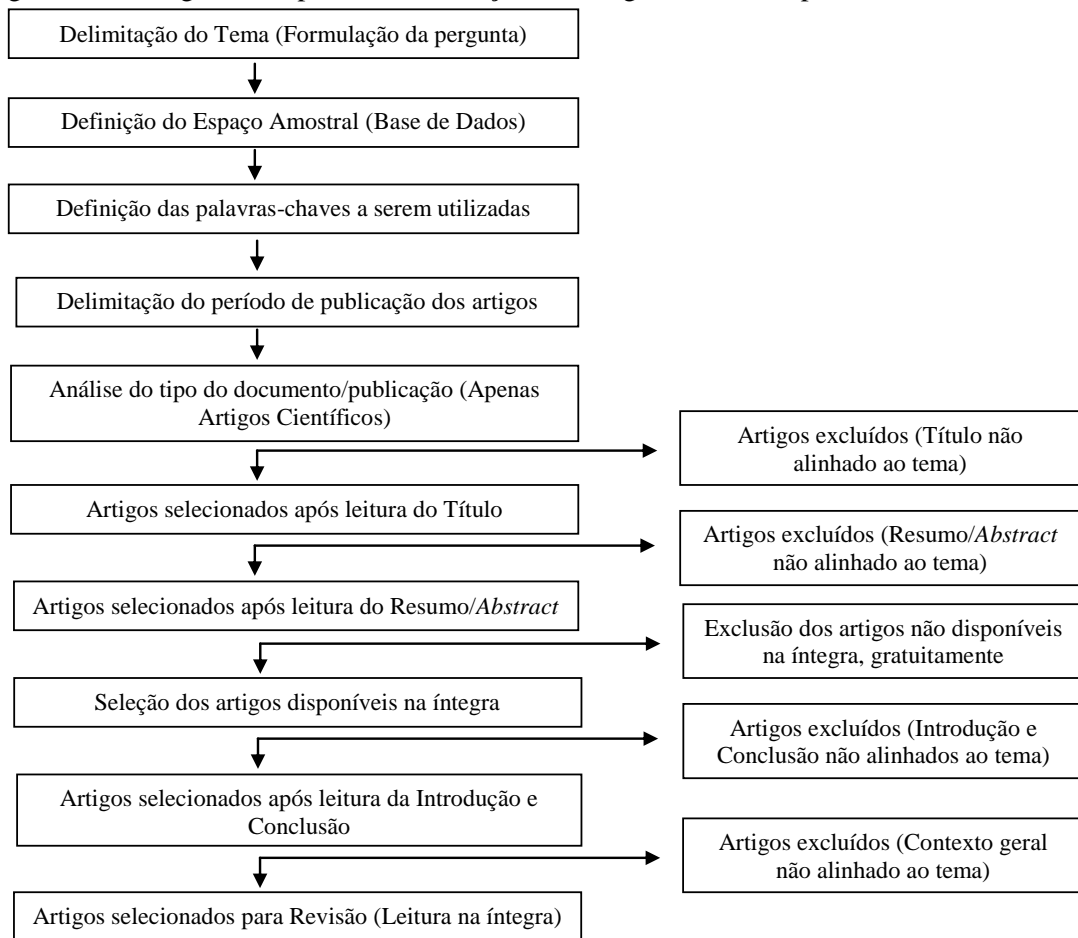 Delimitação do Tema (Formulação da pergunta)
Definição do Espaço Amostral (Base de Dados)
Definição das palavras-chaves a serem utilizadas
Delimitação do período de publicação dos artigos
Análise do tipo do documento/publicação (Apenas
Artigos Científicos)
Artigos excluídos (Título não
alinhado ao tema)
Artigos selecionados após leitura do Título
Artigos excluídos (Resumo/Abstract
não alinhado ao tema)
Artigos selecionados após leitura do Resumo/Abstract
Exclusão dos artigos não disponíveis
na íntegra, gratuitamente
Seleção dos artigos disponíveis na íntegra
Artigos excluídos (Introdução e
Conclusão não alinhados ao tema)
Artigos selecionados após leitura da Introdução e
Conclusão
Artigos excluídos (Contexto geral
não alinhado ao tema)
Artigos selecionados para Revisão (Leitura na íntegra)